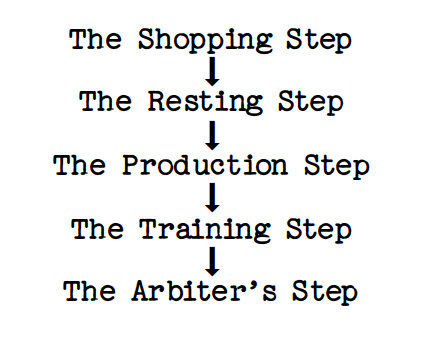 The Shopping Step
The Resting Step
The Production Step
The Training Step
The Arbiter's Step